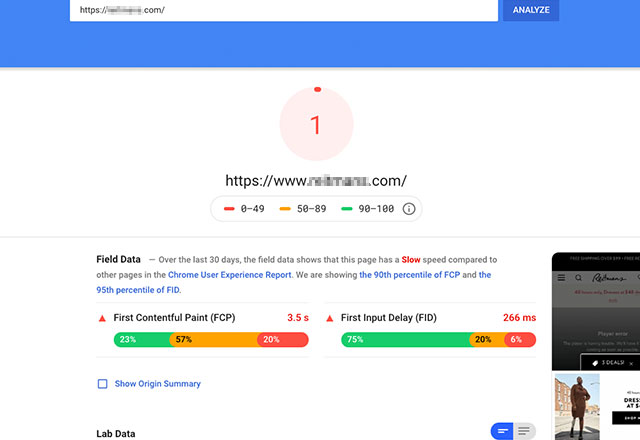 https:// .com/
ANALYZE
1
https://www. .com/
0–49 50–89 90–100
Field Data — Over the last 30 days, the field data shows that this page has a Slow speed compared to
other pages in the Chrome User Experience Report. We are showing the 90th percentile of FCP and the
95th percentile of FID.
First Contentful Paint (FCP) 3.5 s
23% 57% 20%
First Input Delay (FID) 266 ms
75% 20% 6%
Show Origin Summary
Lab Data
Reitmans
Player error
3 DEALS!
DRES
AT $
SHOP